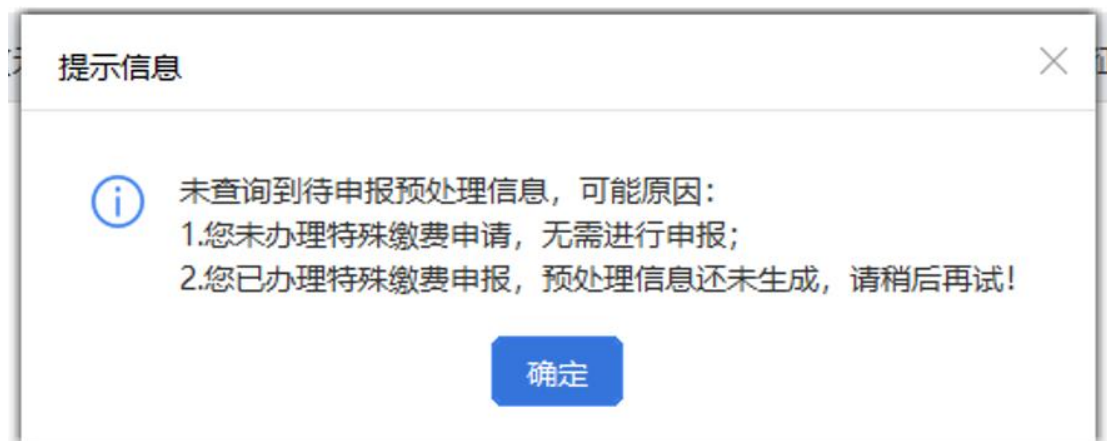 提示信息
未查询到待申报预处理信息，可能原因：
1.您未办理特殊缴费申请，无需进行申报；
2.您已办理特殊缴费申报，预处理信息还未生成，请稍后再试！
确定